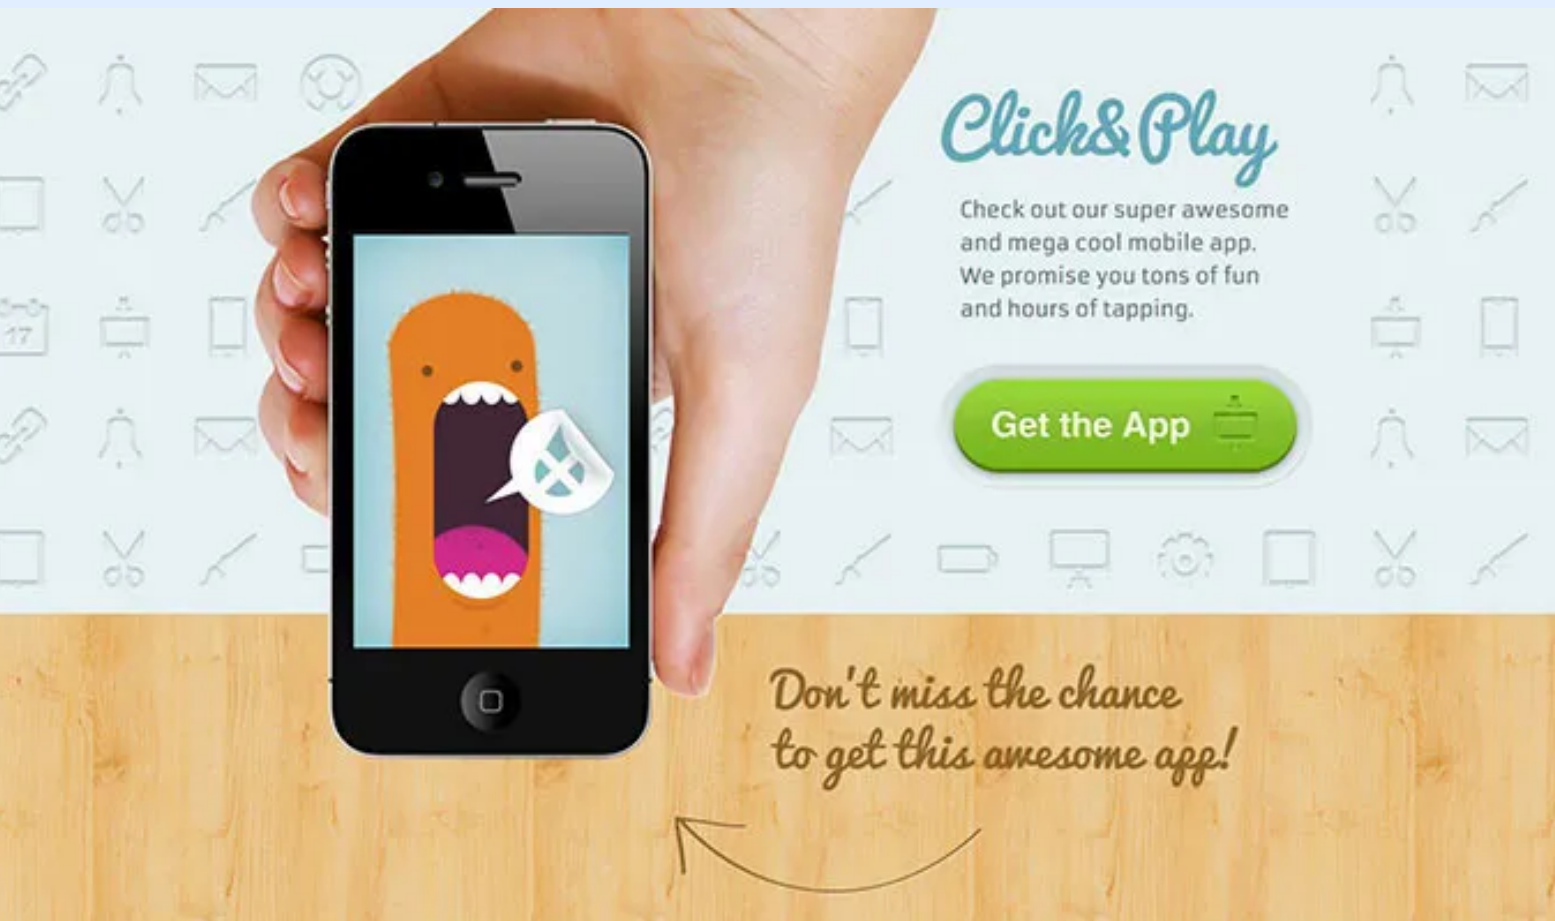 Click & Play
Check out our super awesome
and mega cool mobile app.
We promise you tons of fun
and hours of tapping.
17
Get the App
Don't miss the chance
to get this awesome app!